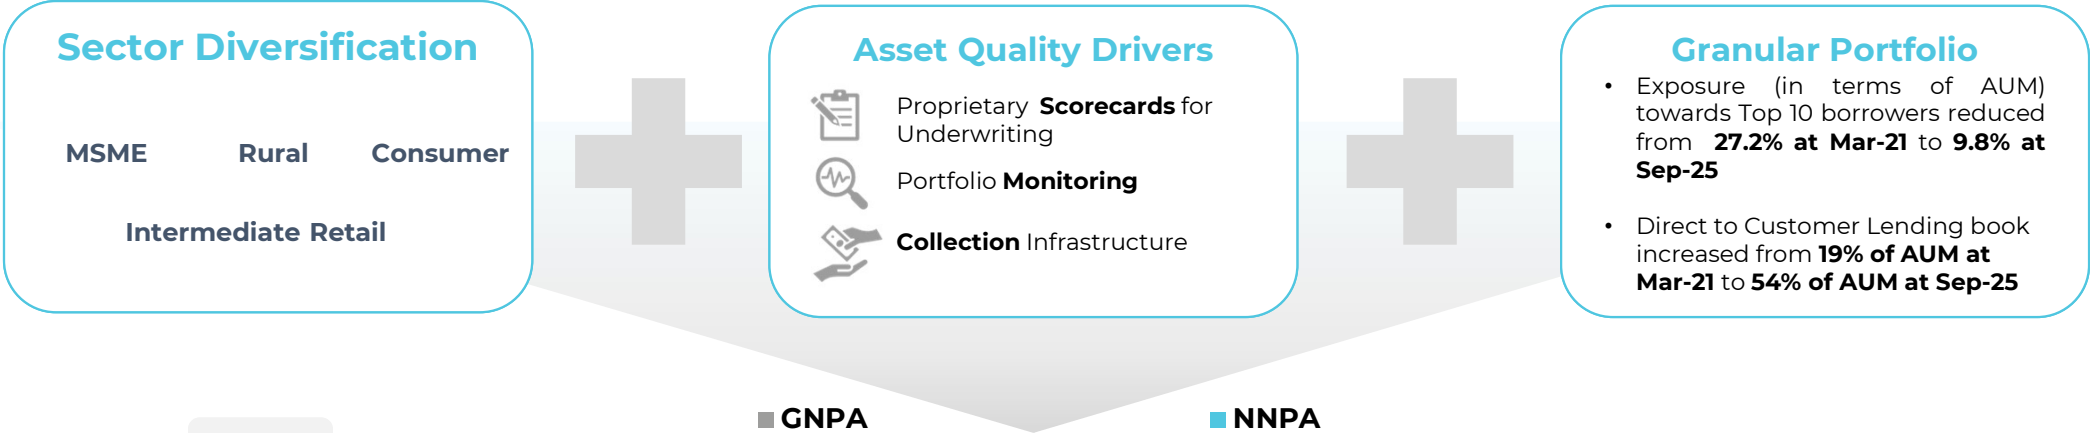 Sector Diversification
MSME Rural Consumer
Intermediate Retail
Asset Quality Drivers
Proprietary Scorecards for
Underwriting
Portfolio Monitoring
Collection Infrastructure
Granular Portfolio
• Exposure (in terms of AUM)
towards Top 10 borrowers reduced
from 27.2% at Mar-21 to 9.8% at
Sep-25
• Direct to Customer Lending book
increased from 19% of AUM at
Mar-21 to 54% of AUM at Sep-25
GNPA NNPA